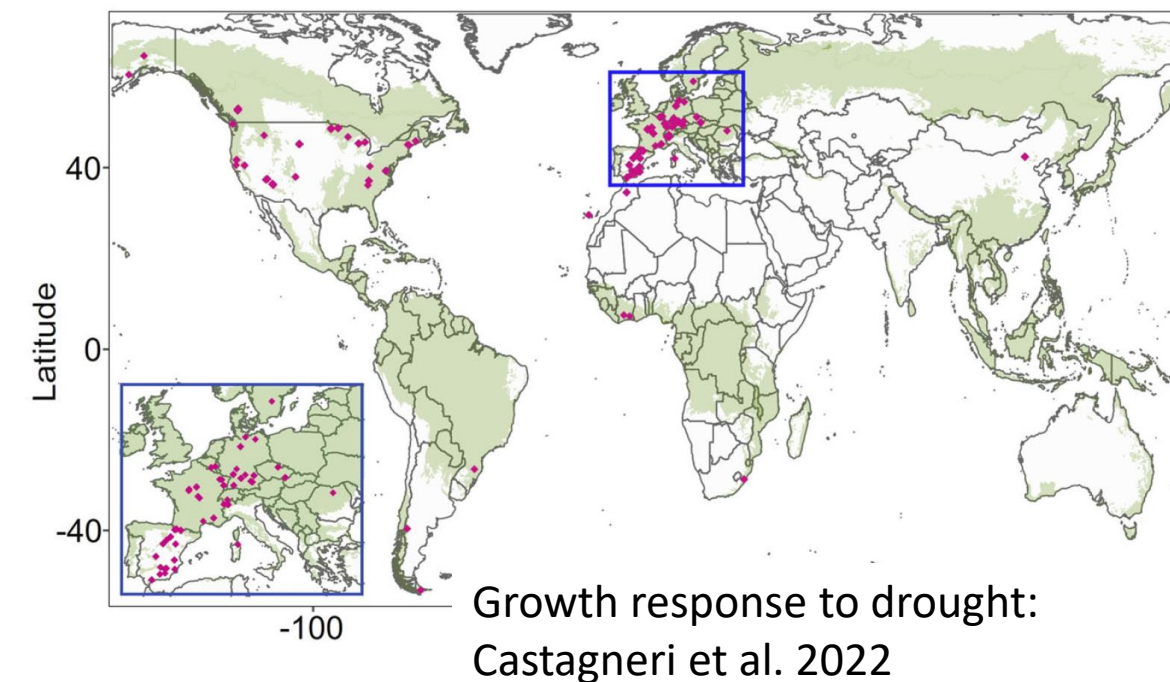 40
Latitude
0
-40
-100
Growth response to drought:
Castagneri et al. 2022